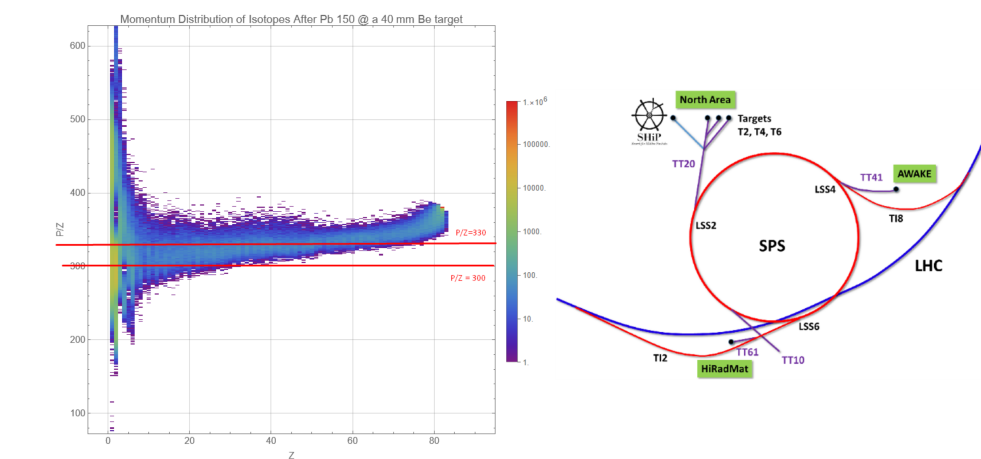 Momentum Distribution of Isotopes After Pb 150 @ a 40 mm Be target
600
500
400
300
200
100
P/Z
0
20
40
60
80
Z
P/Z=330
P/Z = 300
1.×10^6
100000.
10000.
1000.
100.
10.
1.
North Area
SHiP
Targets
T2, T4, T6
TT20
LSS2
SPS
LSS4
TT41
AWAKE
TI8
LHC
LSS6
TI2
TT61
TT10
HiRadMat